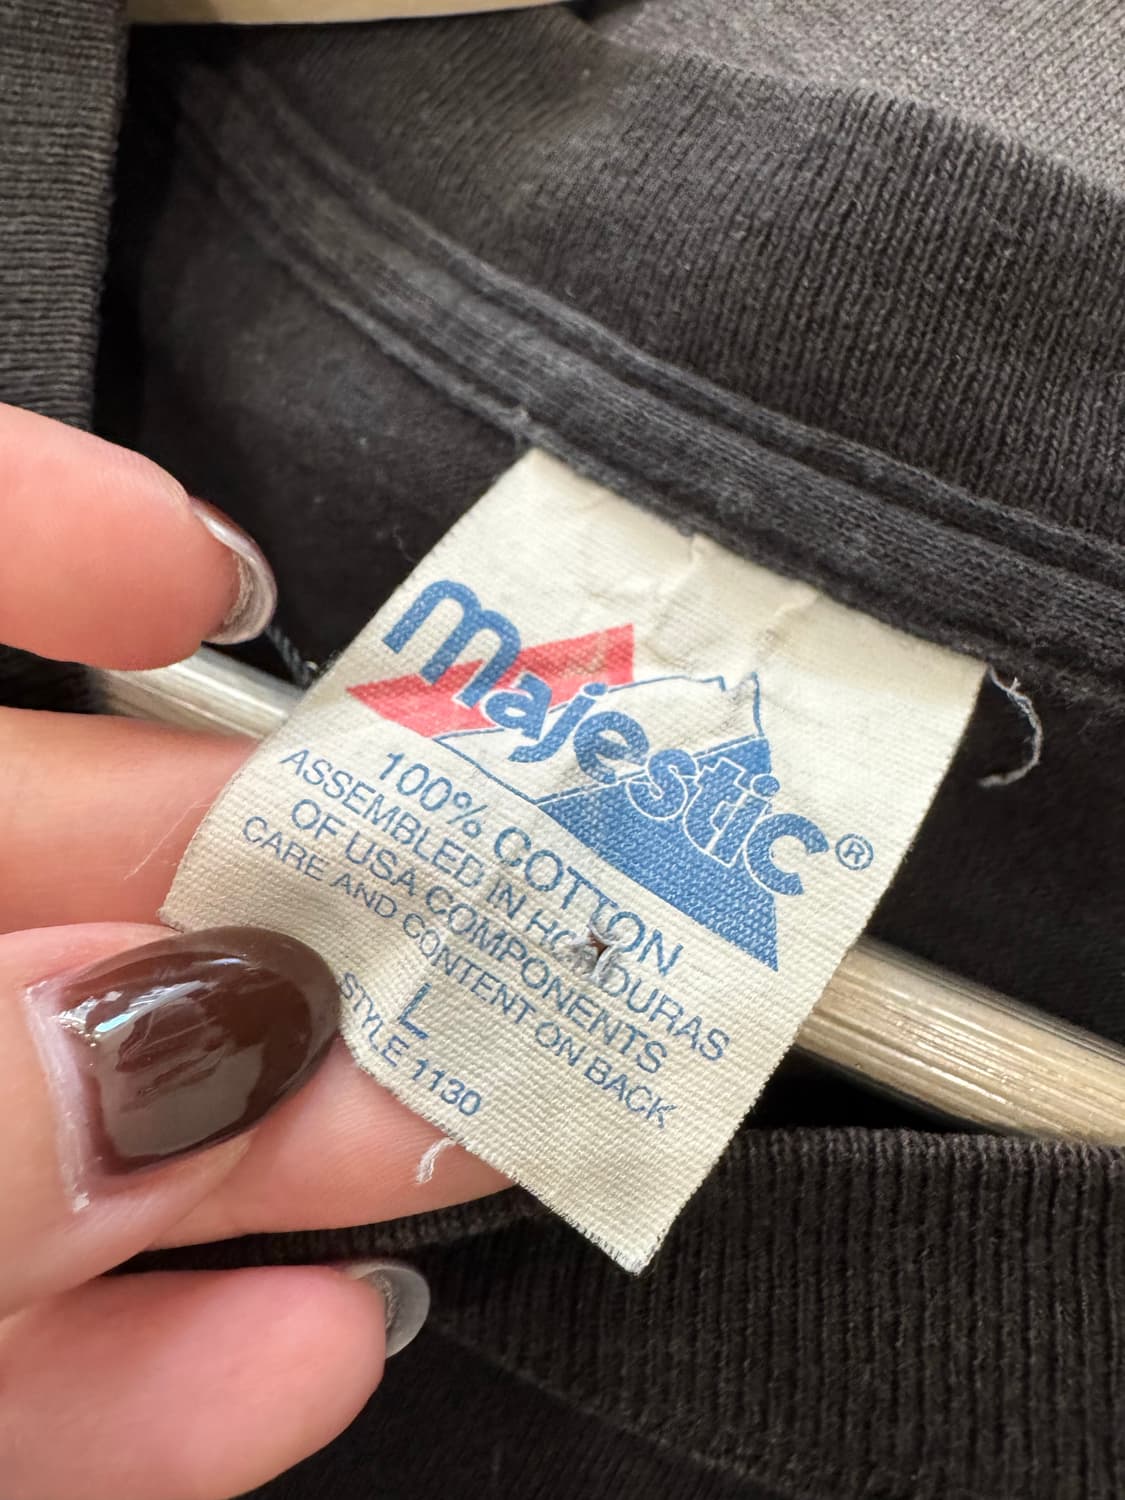 majestic®
100% COTTON
ASSEMBLED IN HONDURAS
OF USA COMPONENTS
CARE AND CONTENT ON BACK
L
STYLE 1130